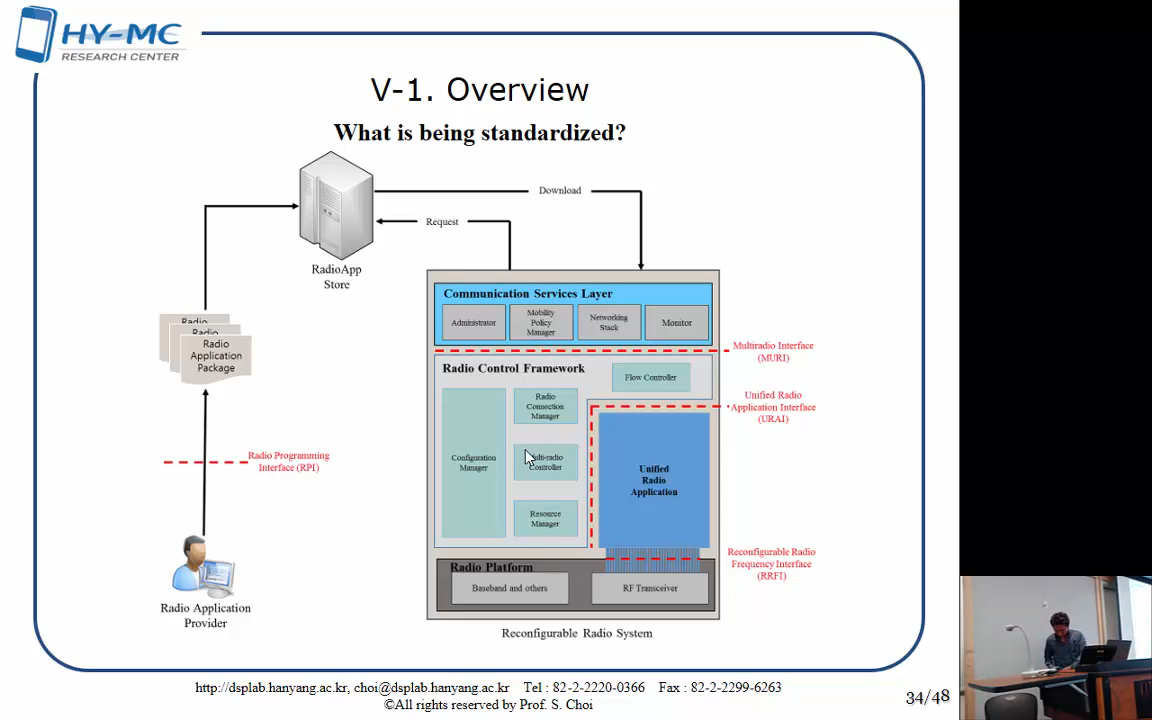 HY-MC
RESEARCH CENTER
V-1. Overview
What is being standardized?
Download
Request
RadioApp
Store
Communication Services Layer
Administrator
Mobility
Policy
Manager
Networking
Stack
Monitor
Multiradio Interface
(MURI)
Radio
Radio
Radio
Application
Package
Radio Control Framework
Flow Controller
Radio
Connection
Manager
Unified Radio
Application Interface
(URAI)
Radio Programming
Interface (RPI)
Configuration
Manager
Controller
Unified
Radio
Application
Resource
Manager
Reconfigurable Radio
Frequency Interface
(RRFI)
Radio Platform
Baseband and others
RF Transceiver
Radio Application
Provider
Reconfigurable Radio System
http://dsplab.hanyang.ac.kr, choi@dsplab.hanyang.ac.kr Tel : 82-2-2220-0366 Fax : 82-2-2299-6263
©All rights reserved by Prof. S. Choi
34/48